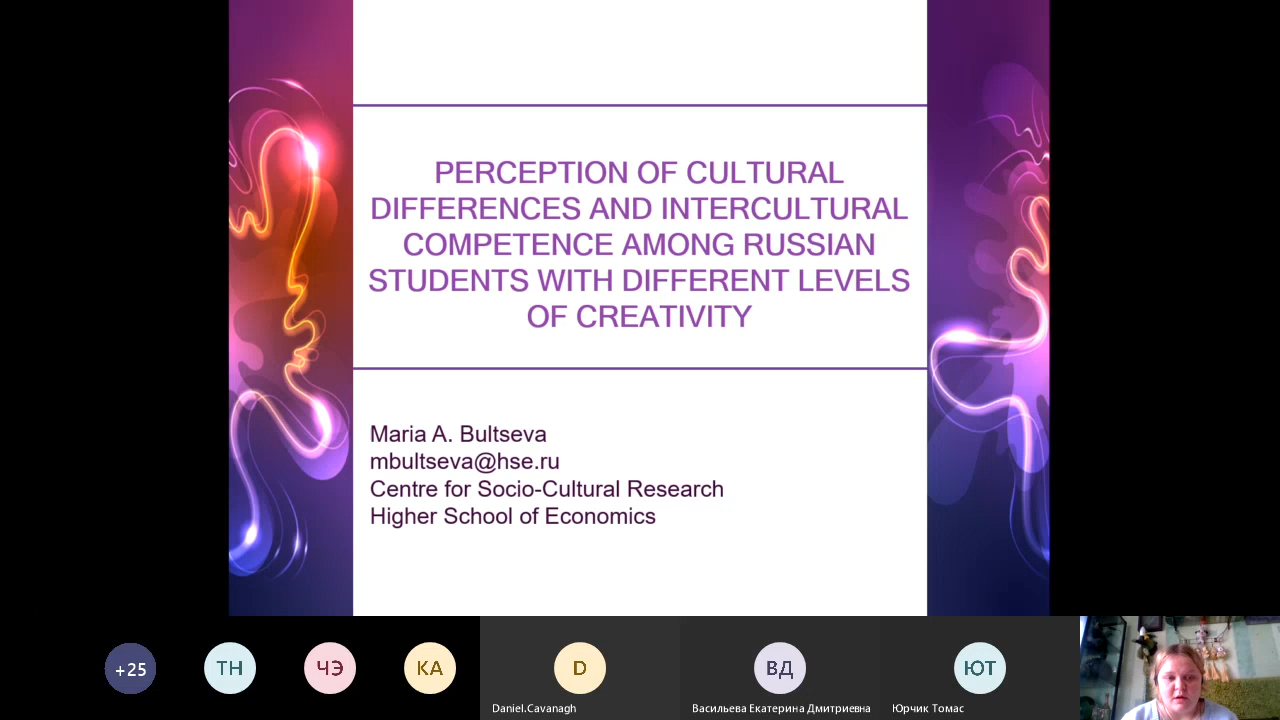 PERCEPTION OF CULTURAL
DIFFERENCES AND INTERCULTURAL
COMPETENCE AMONG RUSSIAN
STUDENTS WITH DIFFERENT LEVELS
OF CREATIVITY
Maria A. Bultseva
mbultseva@hse.ru
Centre for Socio-Cultural Research
Higher School of Economics
+25
ТН
ЧЭ
КА
D
ВД
ЮТ
Daniel.Cavanagh
Васильева Екатерина Дмитриевна
Юрчик Томас